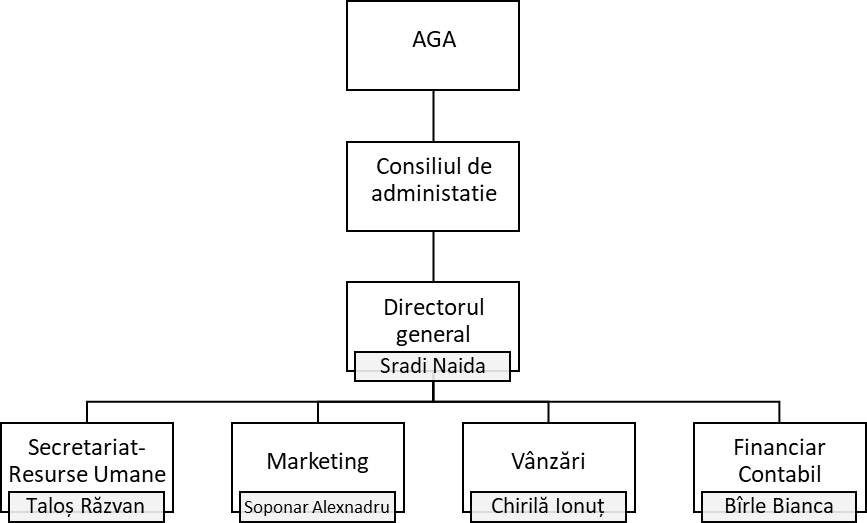 AGA
Consiliul de
administatie
Directorul
general
Sradi Naida
Secretariat-
Resurse Umane
Taloș Răzvan
Marketing
Soponar Alexnadru
Vânzări
Chirilă Ionuț
Financiar
Contabil
Bîrle Bianca